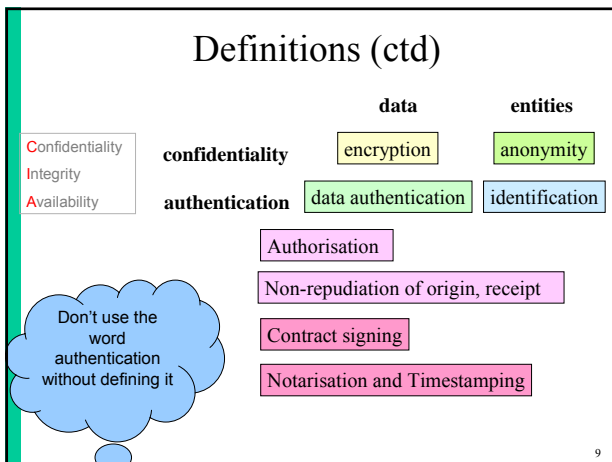 Definitions (ctd)
data entities
Confidentiality
Integrity
Availability
confidentiality encryption anonymity
authentication data authentication identification
Authorisation
Non-repudiation of origin, receipt
Contract signing
Notarisation and Timestamping
Don't use the
word
authentication
without defining it
9